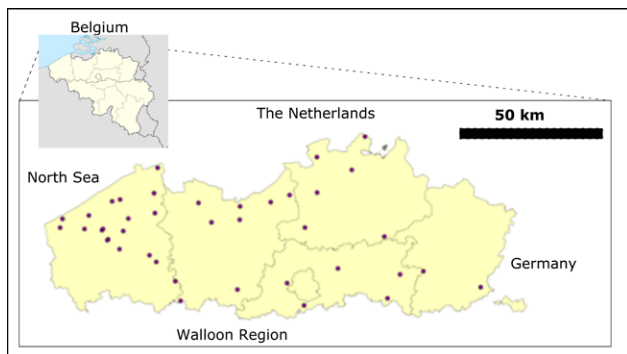 Belgium
The Netherlands
50 km
North Sea
Germany
Walloon Region